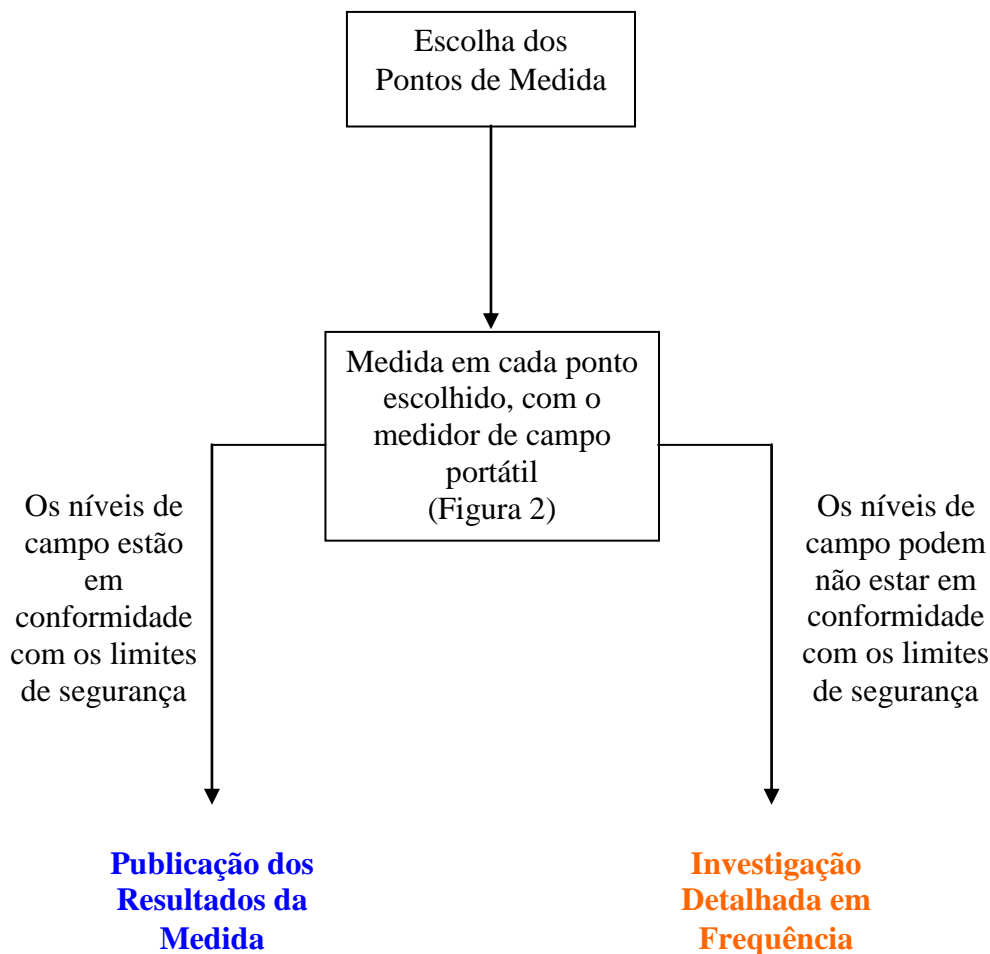 Escolha dos
Pontos de Medida
Medida em cada ponto
escolhido, com o
medidor de campo
portátil
(Figura 2)
Os níveis de
campo estão
em
conformidade
com os limites
de segurança
Os níveis de
campo podem
não estar em
conformidade
com os limites
de segurança
Publicação dos
Resultados da
Medida
Investigação
Detalhada em
Frequência